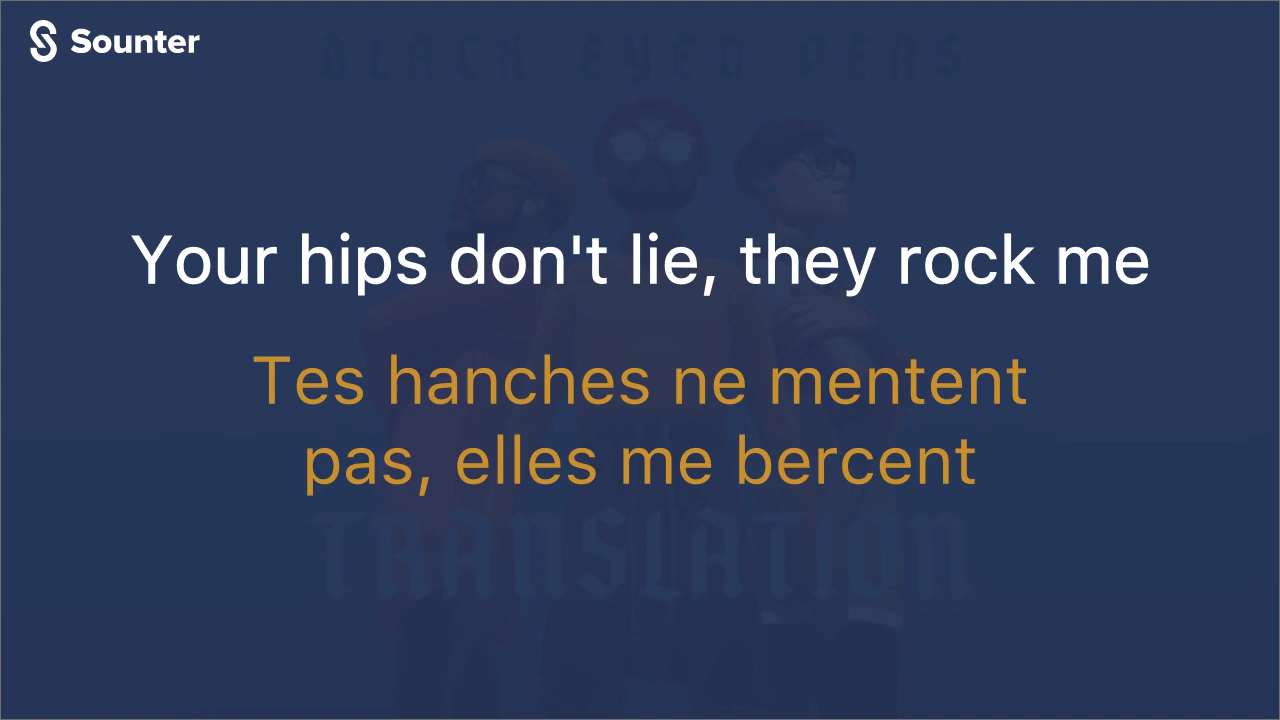 Sounter
BLACK EYED PEAS
Your hips don't lie, they rock me
Tes hanches ne mentent
pas, elles me bercent
TRANSLATION